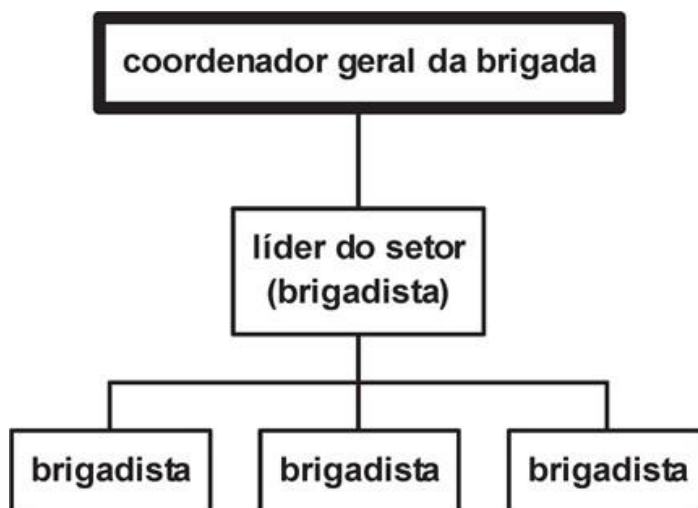 coordenador geral da brigada
líder do setor
(brigadista)
brigadista
brigadista
brigadista